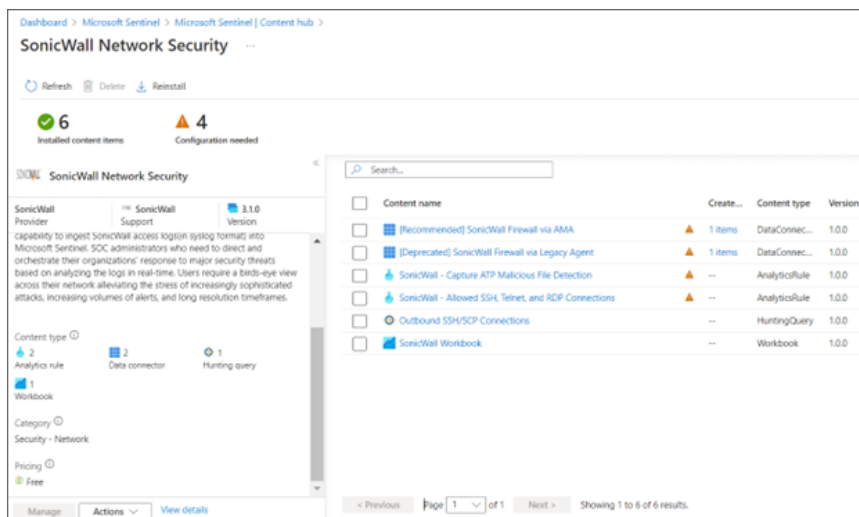 Dashboard > Microsoft Sentinel > Microsoft Sentinel | Content hub >
SonicWall Network Security ...
Refresh Delete Reinstall
6
Installed content items
4
Configuration needed
«
SONICWALL SonicWall Network Security
SonicWall
Provider
SonicWall
Support
3.1.0
Version
capability to ingest SonicWall access logs(in syslog format) into
Microsoft Sentinel. SOC administrators who need to direct and
orchestrate their organizations' response to major security threats
based on analyzing the logs in real-time. Users require a birds-eye view
across their network alleviating the stress of increasingly sophisticated
attacks, increasing volumes of alerts, and long resolution timeframes.
Content type
2
Analytics rule
2
Data connector
1
Hunting query
1
Workbook
Category
Security - Network
Pricing
Free
Manage Actions View details
Search...
Content name Create... Content type Version
[Recommended] SonicWall Firewall via AMA 1 items DataConnec... 1.0.0
[Deprecated] SonicWall Firewall via Legacy Agent 1 items DataConnec... 1.0.0
SonicWall - Capture ATP Malicious File Detection -- AnalyticsRule 1.0.0
SonicWall - Allowed SSH, Telnet, and RDP Connections -- AnalyticsRule 1.0.0
Outbound SSH/SCP Connections -- HuntingQuery 1.0.0
SonicWall Workbook -- Workbook 1.0.0
< Previous Page 1 of 1 Next > Showing 1 to 6 of 6 results.